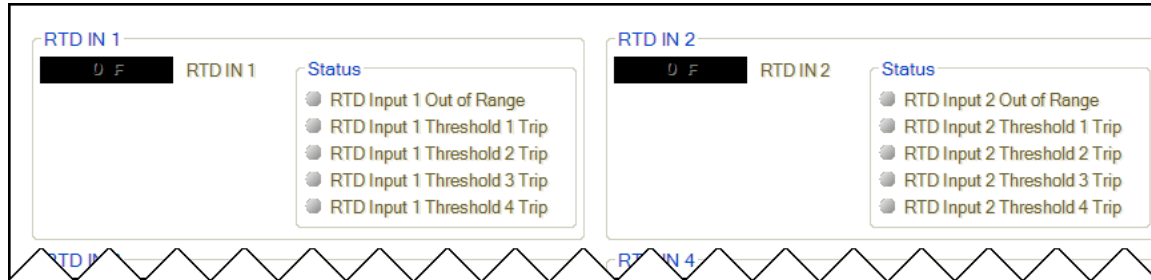 RTD IN 1
0 F
RTD IN 1
Status
RTD Input 1 Out of Range
RTD Input 1 Threshold 1 Trip
RTD Input 1 Threshold 2 Trip
RTD Input 1 Threshold 3 Trip
RTD Input 1 Threshold 4 Trip
RTD IN 2
0 F
RTD IN 2
Status
RTD Input 2 Out of Range
RTD Input 2 Threshold 1 Trip
RTD Input 2 Threshold 2 Trip
RTD Input 2 Threshold 3 Trip
RTD Input 2 Threshold 4 Trip
IN 4